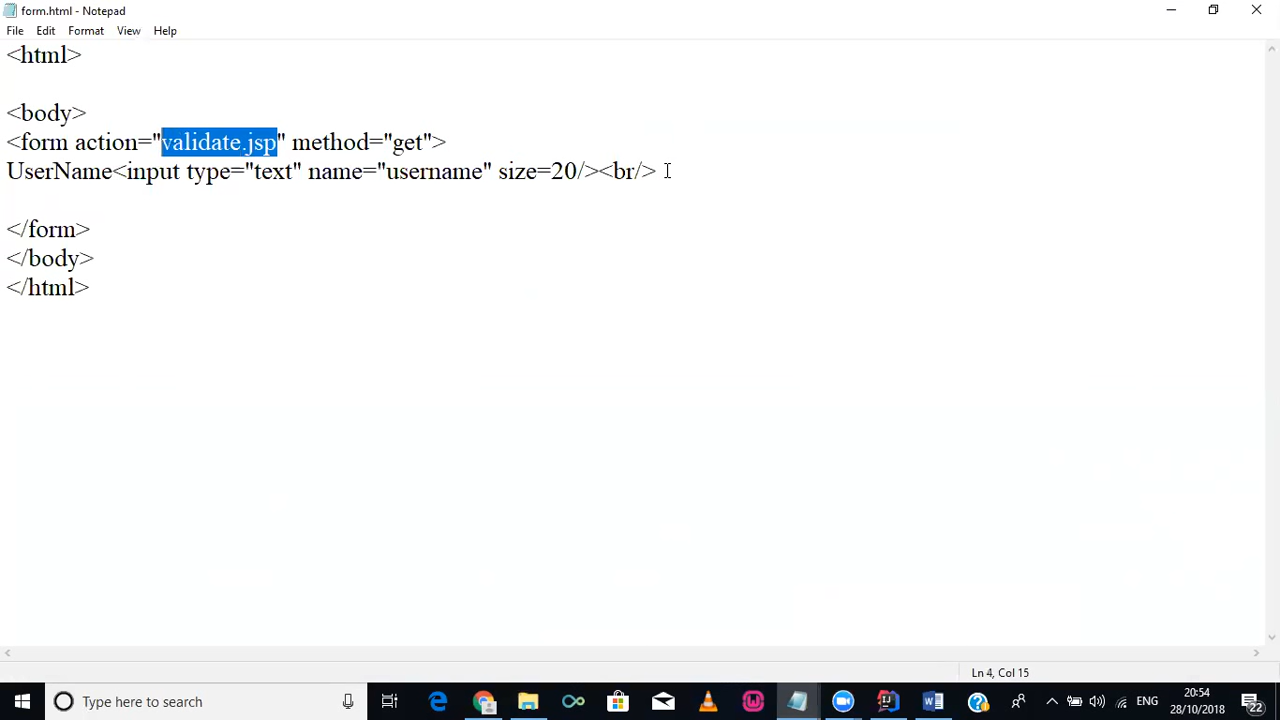 form.html - Notepad
File Edit Format View Help
<html>
<body>
<form action="validate.jsp" method="get">
UserName<input type="text" name="username" size=20/><br/>
</form>
</body>
</html>
Ln 4, Col 15
Type here to search
ENG
20:54
28/10/2018
22